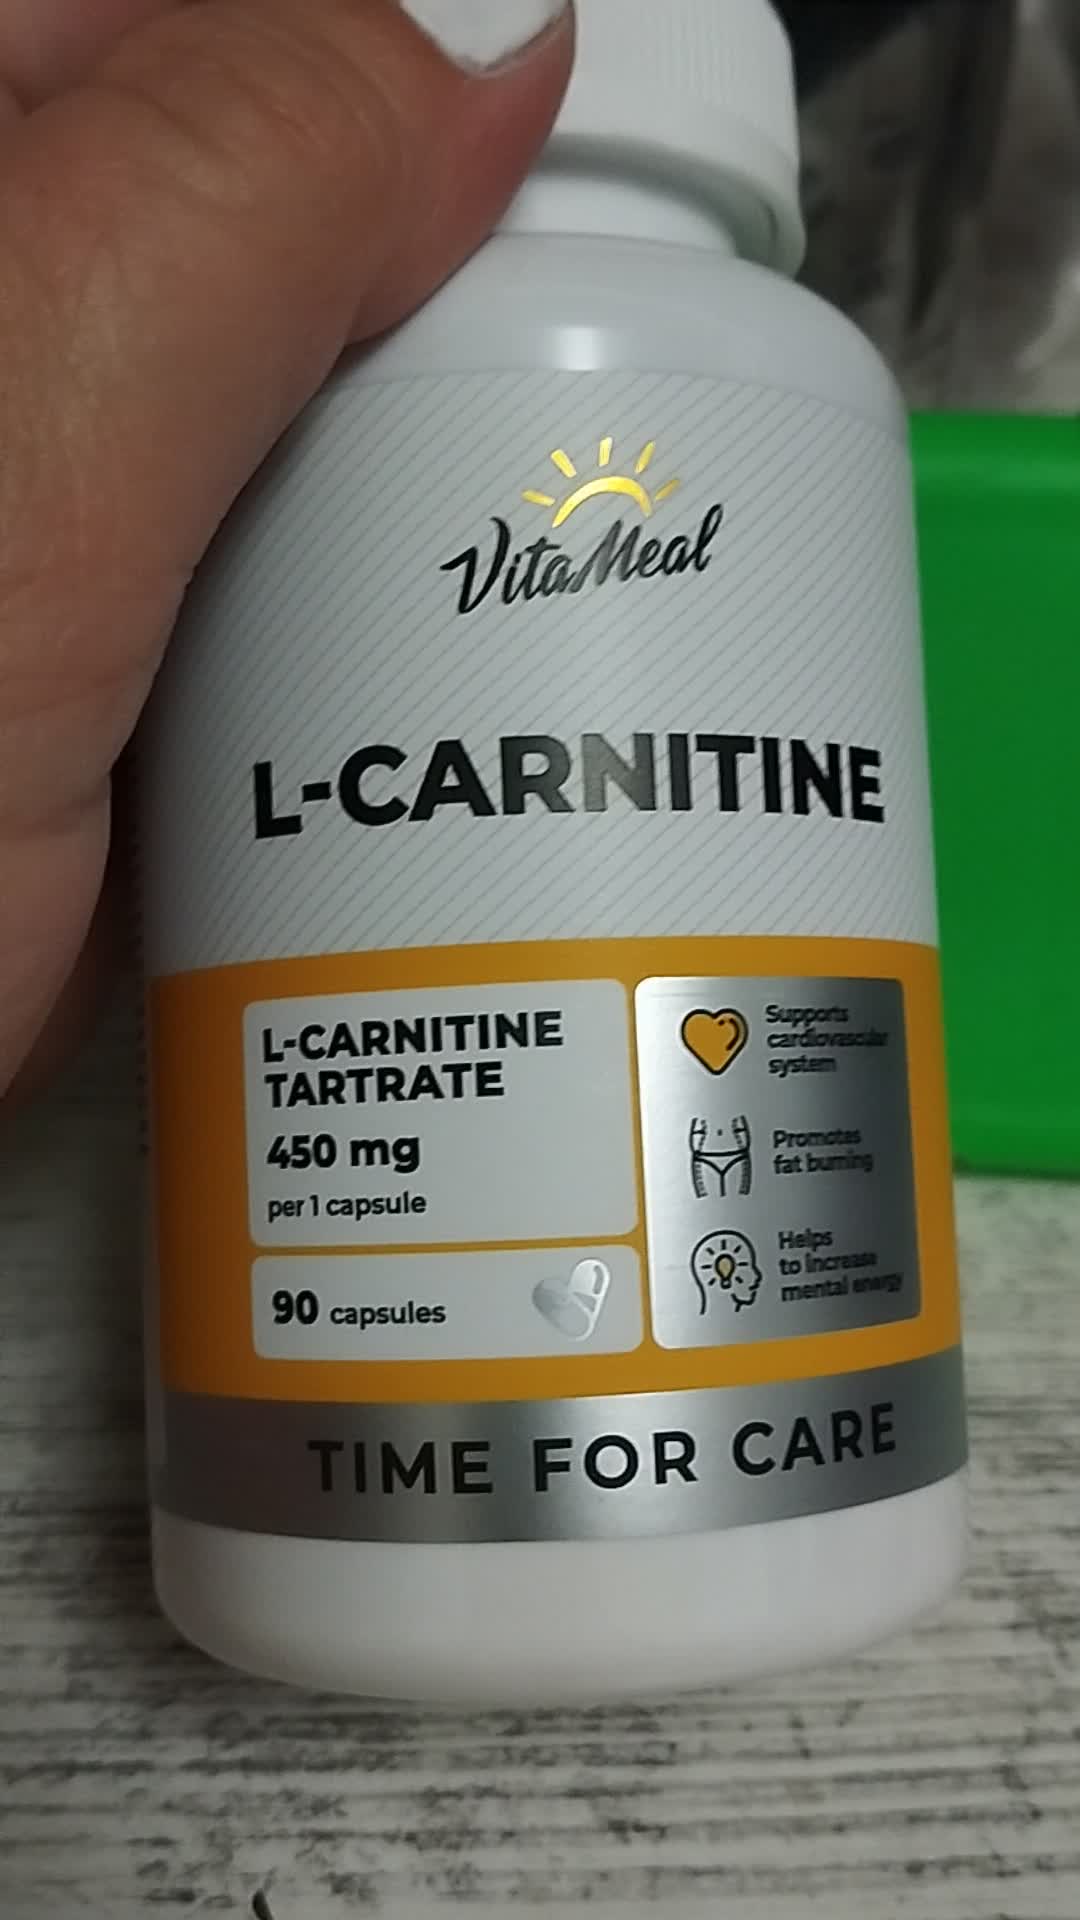 VitaMeal
L-CARNITINE
L-CARNITINE
TARTRATE
450 mg
per 1 capsule
90 capsules
Supports
cardiovascular
system
Promotes
fat burning
Helps
to increase
mental energy
TIME FOR CARE